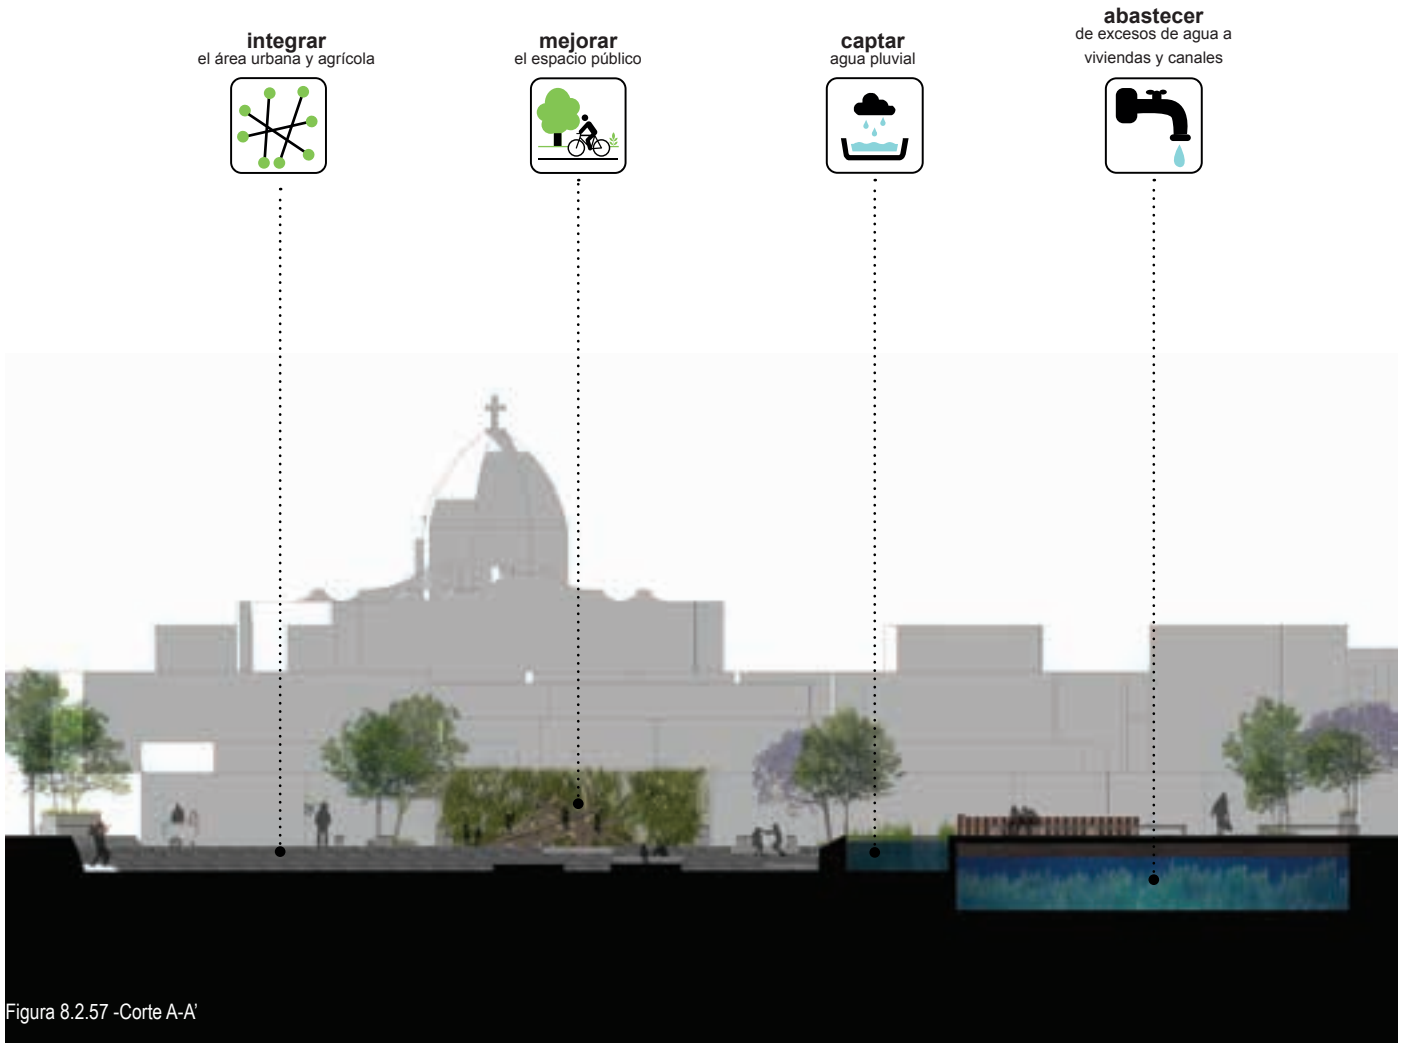 integrar
el área urbana y agrícola
mejorar
el espacio público
captar
agua pluvial
abastecer
de excesos de agua a
viviendas y canales
Figura 8.2.57 -Corte A-A'